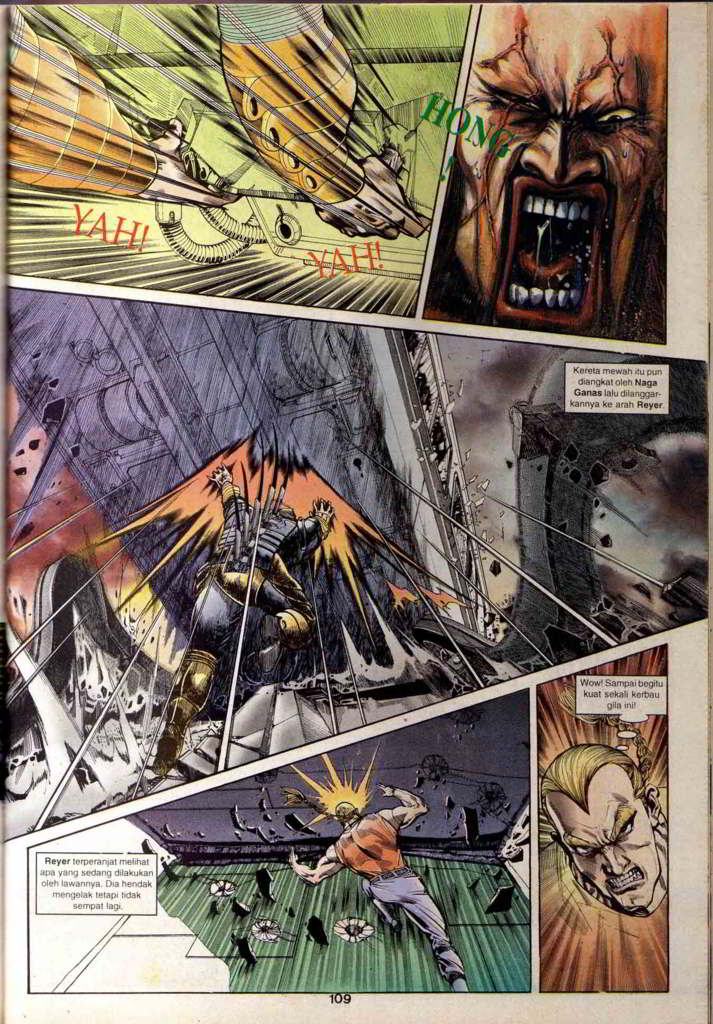 YAH!
YAH!
HONG
!
Kereta mewah itu pun
diangkat oleh Naga
Ganas lalu dilanggar-
kannya ke arah Reyer.
Wow! Sampai begitu
kuat sekali kerbau
gila ini!
Reyer terperanjat melihat
apa yang sedang dilakukan
oleh lawannya. Dia hendak
mengelak tetapi tidak
sempat lagi.
109